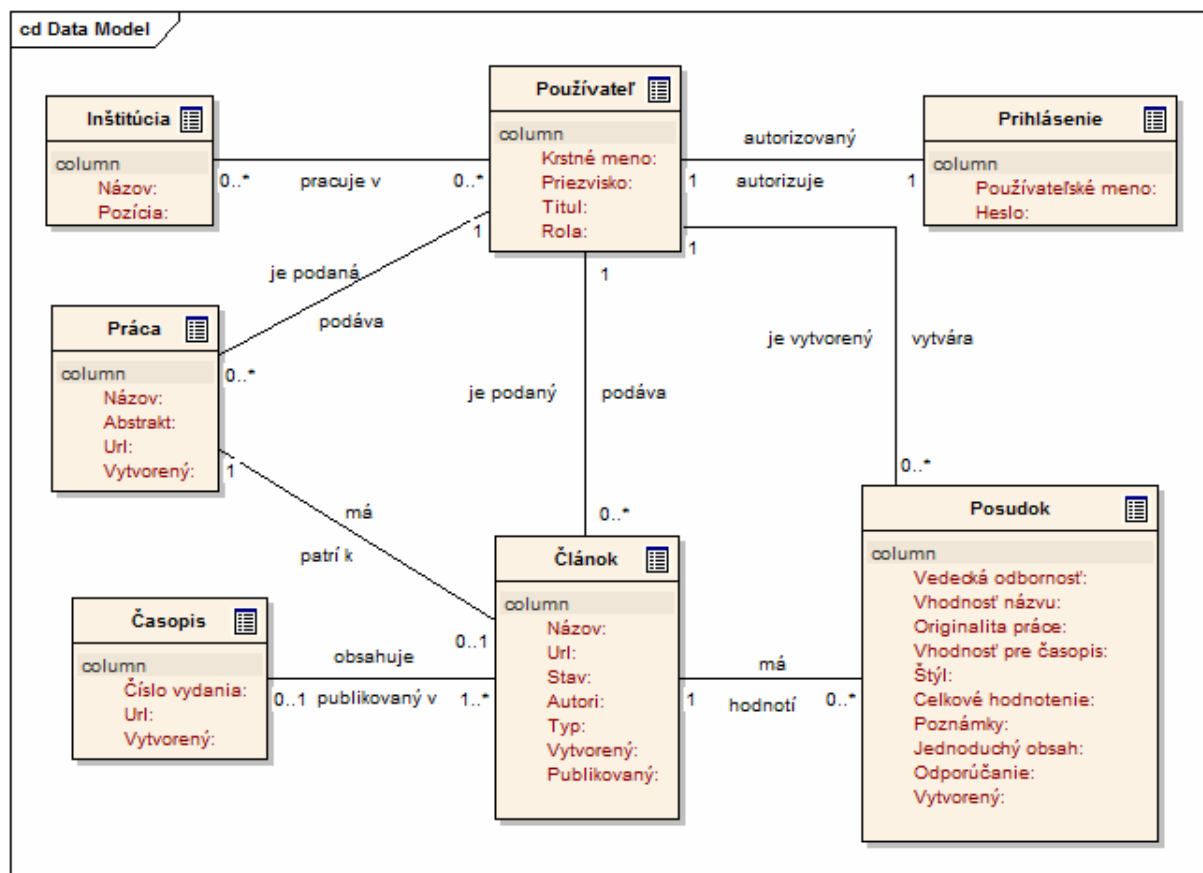 cd Data Model
Inštitúcia
column
Názov:
Pozícia:
Používateľ
column
Krstné meno:
Priezvisko:
Titul:
Rola:
Prihlásenie
column
Používateľské meno:
Heslo:
0..*
pracuje v
0..*
autorizovaný
1
autorizuje
1
1
je podaná
podáva
0..*
1
je podaný
podáva
0..*
1
je vytvorený
vytvára
0..*
Práca
column
Názov:
Abstrakt:
Url:
Vytvorený:
1
má
patrí k
0..1
Časopis
column
Číslo vydania:
Url:
Vytvorený:
obsahuje
0..1
publikovaný v
1..*
Článok
column
Názov:
Url:
Stav:
Autori:
Typ:
Vytvorený:
Publikovaný:
má
1
hodnotí
0..*
Posudok
column
Vedecká odbornosť:
Vhodnosť názvu:
Originalita práce:
Vhodnosť pre časopis:
Štýl:
Celkové hodnotenie:
Poznámky:
Jednoduchý obsah:
Odporúčanie:
Vytvorený: